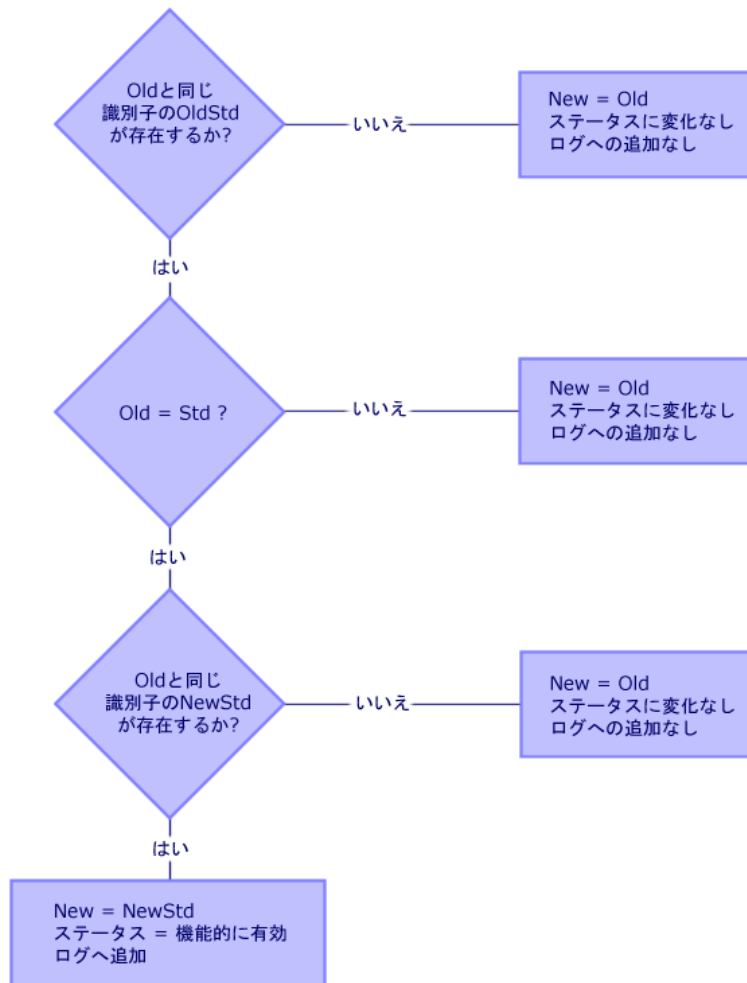 Oldと同じ
識別子のOldStd
が存在するか?
いいえ
New = Old
ステータスに変化なし
ログへの追加なし
はい
Old = Std ?
いいえ
New = Old
ステータスに変化なし
ログへの追加なし
はい
Oldと同じ
識別子のNewStd
が存在するか?
いいえ
New = Old
ステータスに変化なし
ログへの追加なし
はい
New = NewStd
ステータス = 機能的に有効
ログへ追加